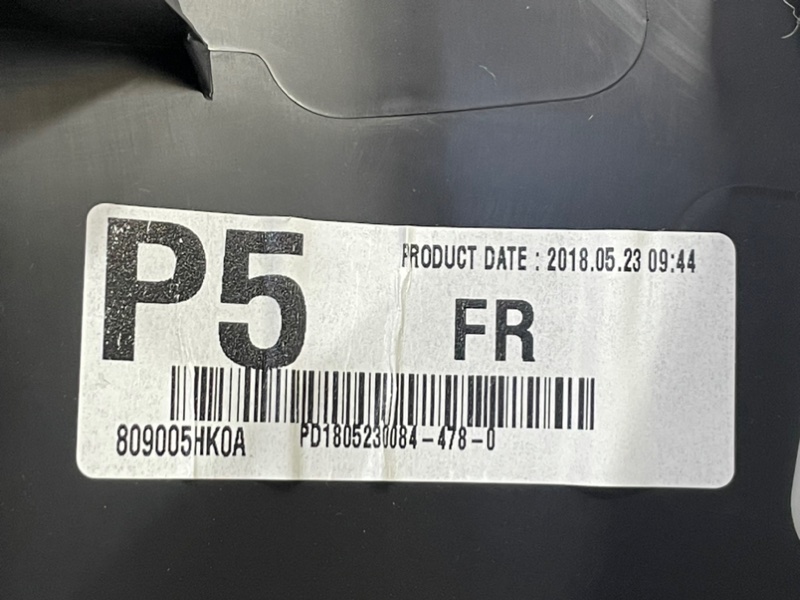 P5
PRODUCT DATE : 2018.05.23 09:44
FR
809005HK0A
PD1805230084-478-0